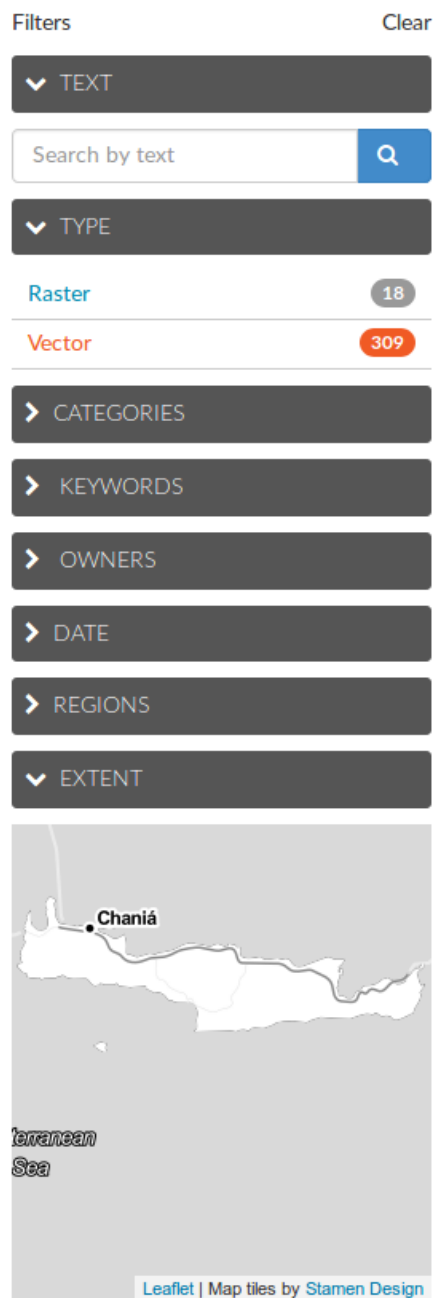 Filters Clear
TEXT
Search by text
TYPE
Raster 18
Vector 309
CATEGORIES
KEYWORDS
OWNERS
DATE
REGIONS
EXTENT
Chaniá
terranean
Sea
Leaflet | Map tiles by Stamen Design